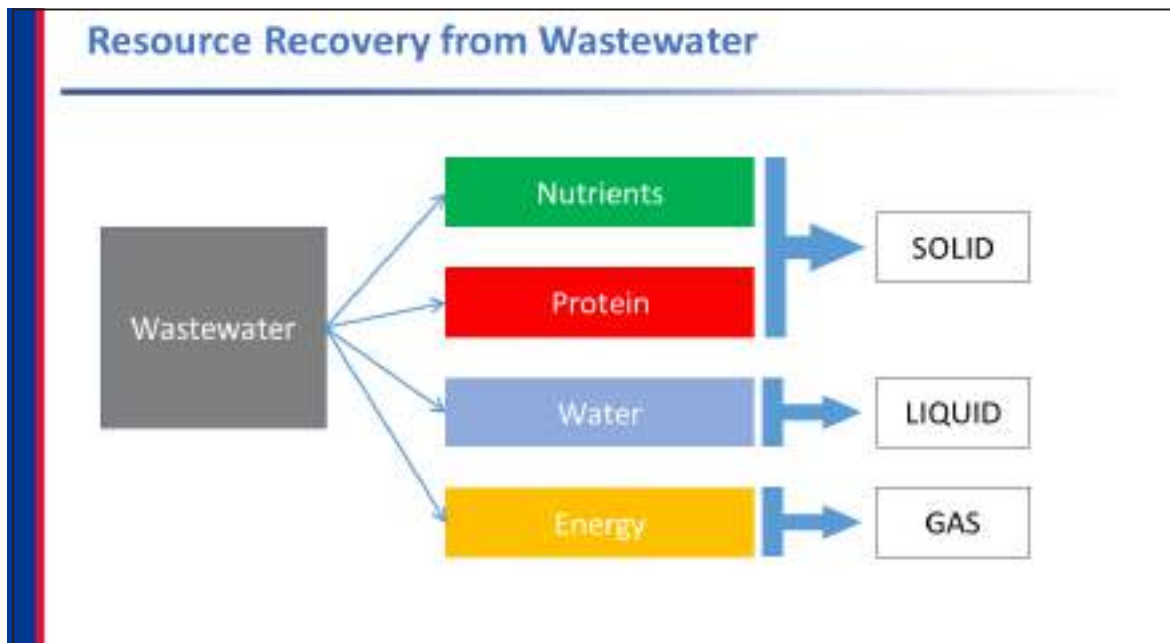 Resource Recovery from Wastewater
Wastewater
Nutrients
Protein
Water
Energy
SOLID
LIQUID
GAS